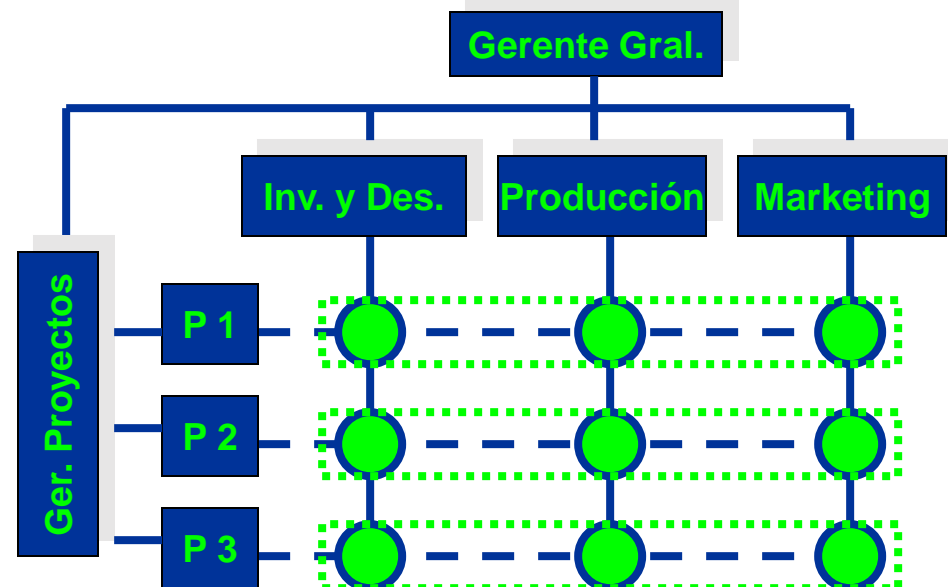 Gerente Gral.
Inv. y Des.
Producción
Marketing
Ger. Proyectos
P 1
P 2
P 3